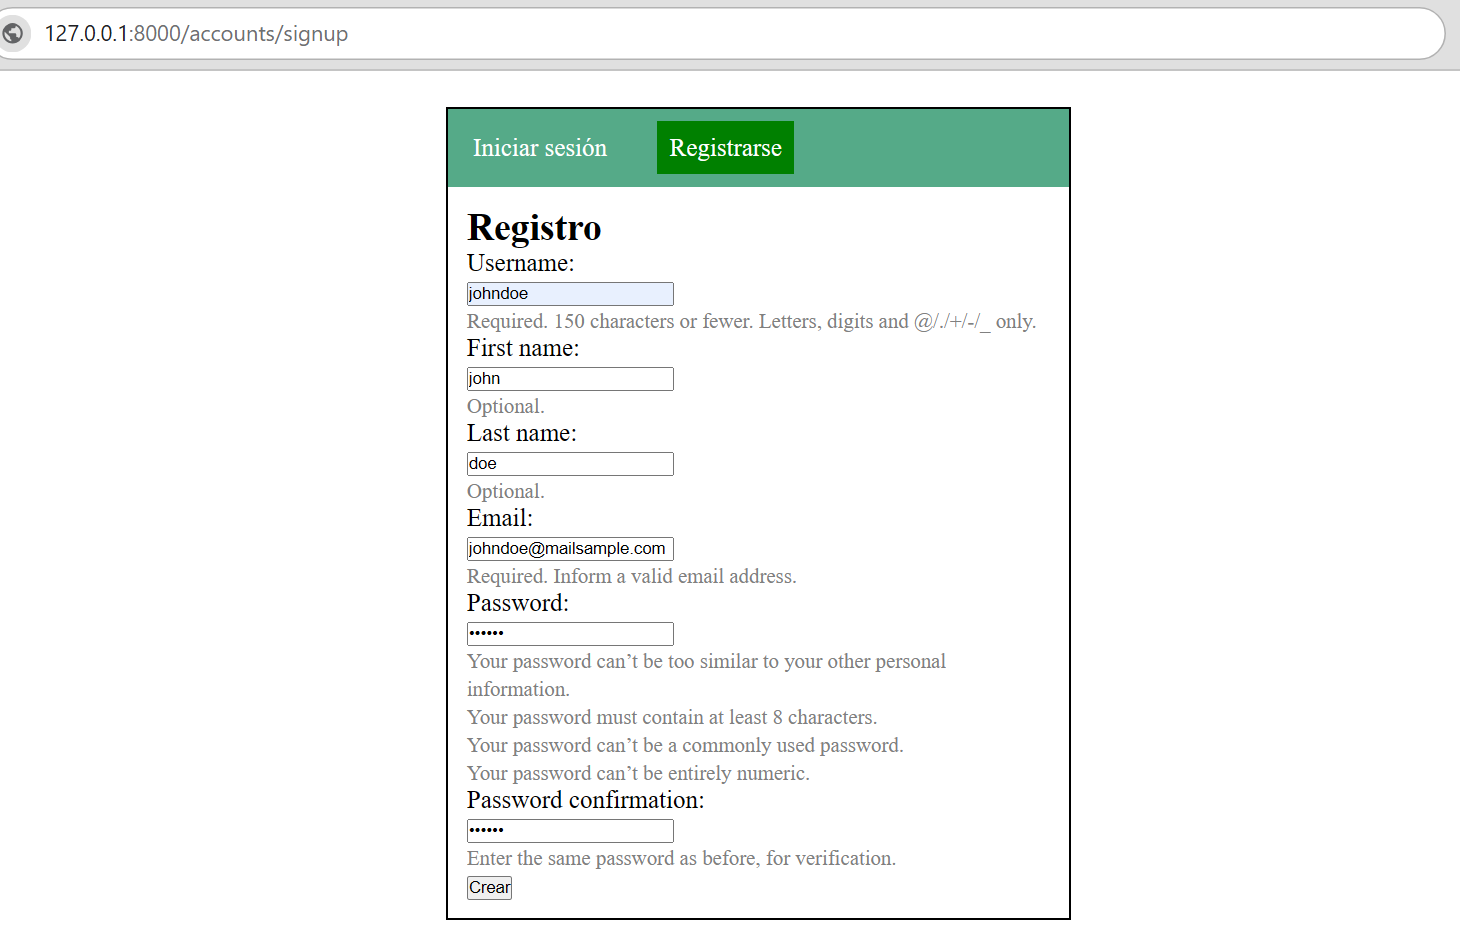 127.0.0.1:8000/accounts/signup
Iniciar sesión Registrarse
Registro
Username:
johndoe
Required. 150 characters or fewer. Letters, digits and @/./+/-/_ only.
First name:
john
Optional.
Last name:
doe
Optional.
Email:
johndoe@mailsample.com
Required. Inform a valid email address.
Password:
••••••
Your password can’t be too similar to your other personal
information.
Your password must contain at least 8 characters.
Your password can’t be a commonly used password.
Your password can’t be entirely numeric.
Password confirmation:
••••••
Enter the same password as before, for verification.
Crear